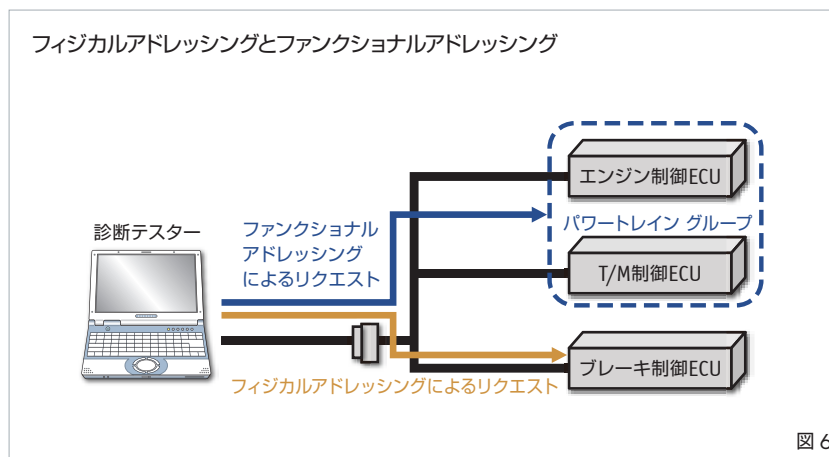 フィジカルアドレッシングとファンクショナルアドレッシング
診断テスター
ファンクショナル
アドレッシング
によるリクエスト
エンジン制御ECU
パワートレイン グループ
T/M制御ECU
ブレーキ制御ECU
フィジカルアドレッシングによるリクエスト
図 6